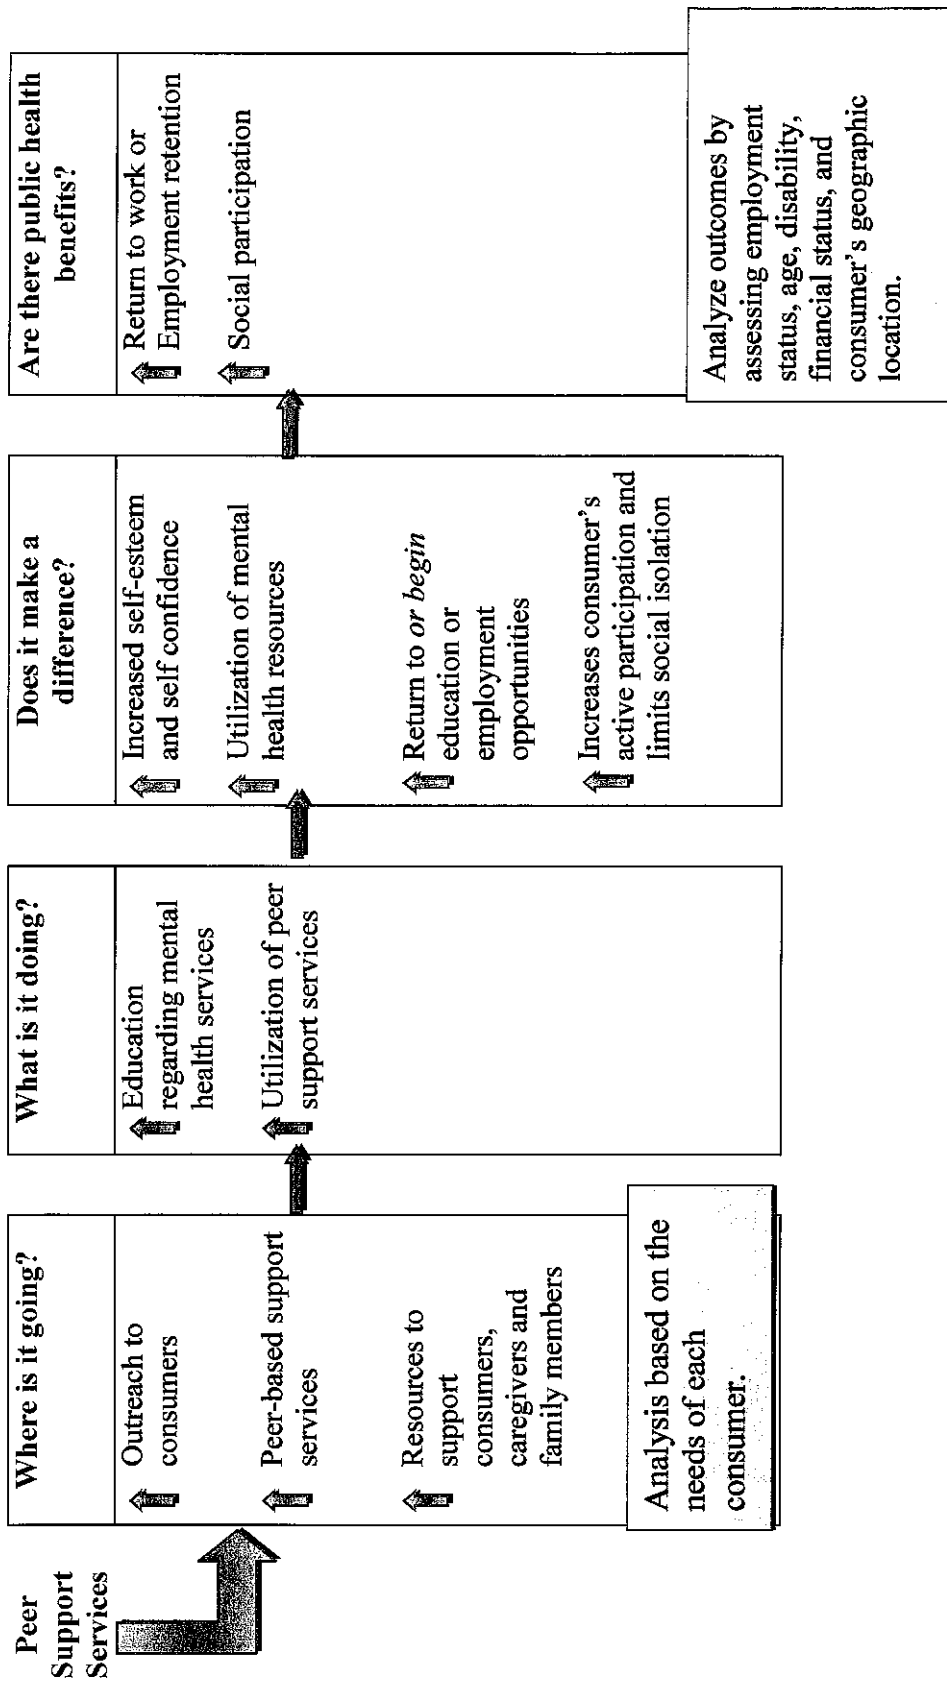 Peer
Support
Services
Where is it going?
Outreach to
consumers
Peer-based support
services
Resources to
support
consumers,
caregivers and
family members
Analysis based on the
needs of each
consumer.
What is it doing?
Education
regarding mental
health services
Utilization of peer
support services
Does it make a
difference?
Increased self-esteem
and self confidence
Utilization of mental
health resources
Return to or begin
education or
employment
opportunities
Increases consumer's
active participation and
limits social isolation
Are there public health
benefits?
Return to work or
Employment retention
Social participation
Analyze outcomes by
assessing employment
status, age, disability,
financial status, and
consumer's geographic
location.